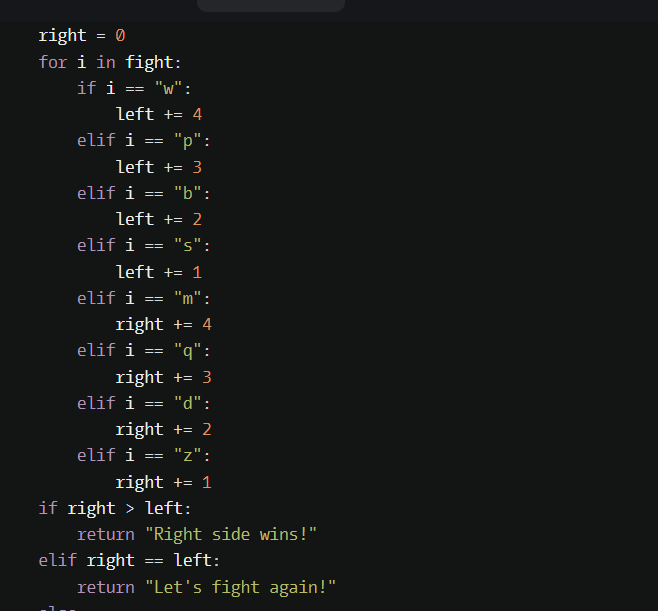 right = 0
for i in fight:
    if i == "w":
        left += 4
    elif i == "p":
        left += 3
    elif i == "b":
        left += 2
    elif i == "s":
        left += 1
    elif i == "m":
        right += 4
    elif i == "q":
        right += 3
    elif i == "d":
        right += 2
    elif i == "z":
        right += 1
if right > left:
    return "Right side wins!"
elif right == left:
    return "Let's fight again!"